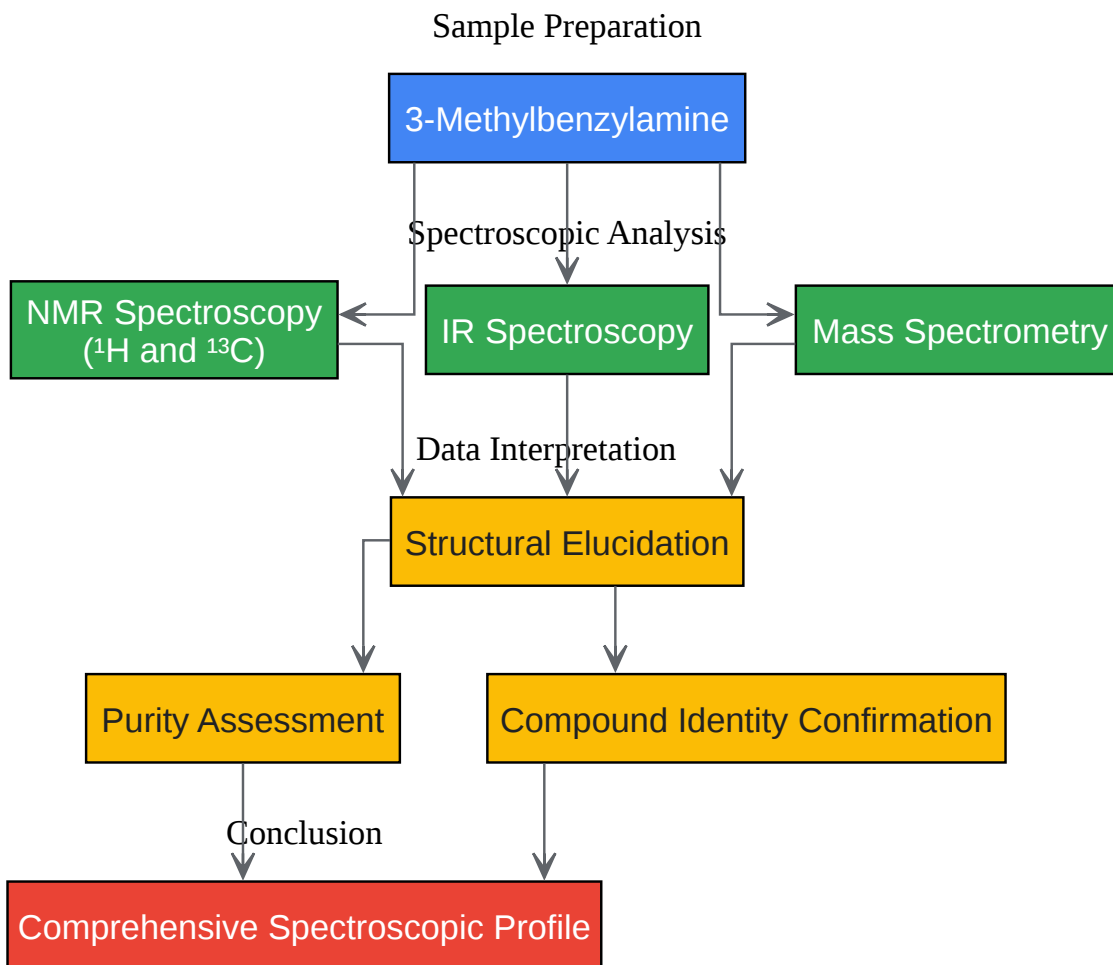 Sample Preparation
3-Methylbenzylamine
Spectroscopic Analysis
NMR Spectroscopy
(¹H and ¹³C)
IR Spectroscopy
Mass Spectrometry
Data Interpretation
Structural Elucidation
Purity Assessment
Compound Identity Confirmation
Conclusion
Comprehensive Spectroscopic Profile